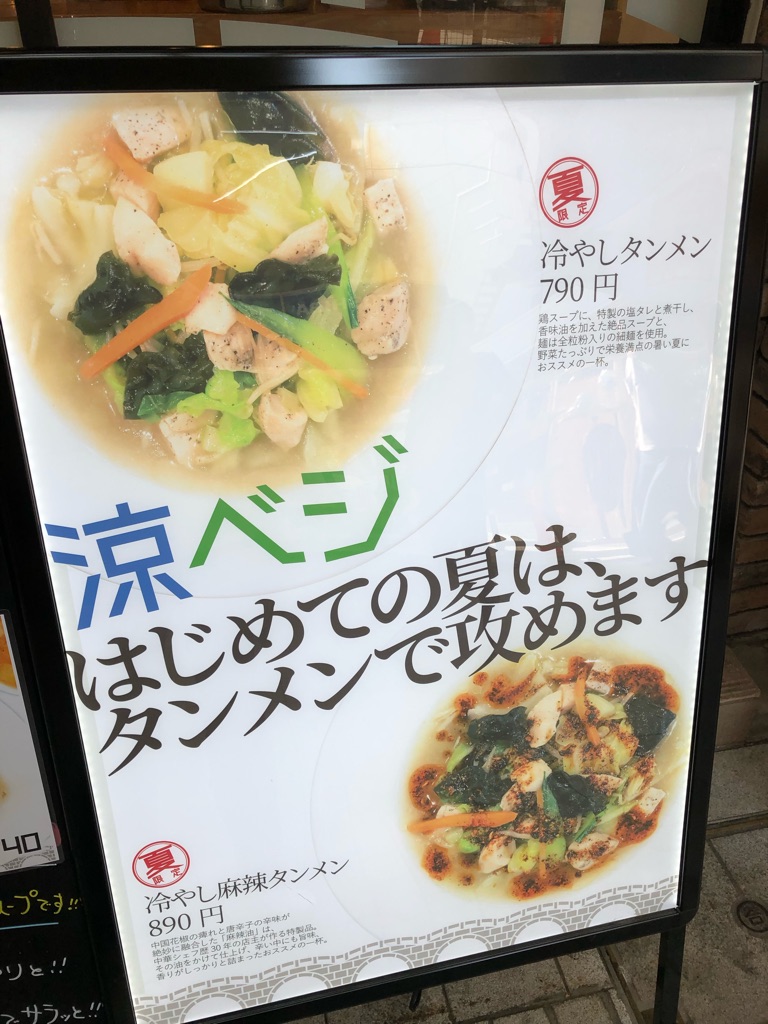 夏
限定
冷やしタンメン
790 円
鶏スープに、特製の塩タレと煮干し、
香味油を加えた絶品スープと、
麺は全粒粉入りの細麺を使用。
野菜たっぷりで栄養満点の暑い夏に
おススメの一杯。
涼ベジ
はじめての夏は、
タンメンで攻めます
夏
限定
冷やし麻辣タンメン
890 円
中国花椒の痺れと唐辛子の辛味が
絶妙に融合した「麻辣油」は、
中華シェフ歴30年の店主が作る特製品。
その油をかけて仕上げ、辛い中にも旨味、
香りがしっかりと詰まったおススメの一杯。
40
ープです!!
りと!!
でサラッと!!